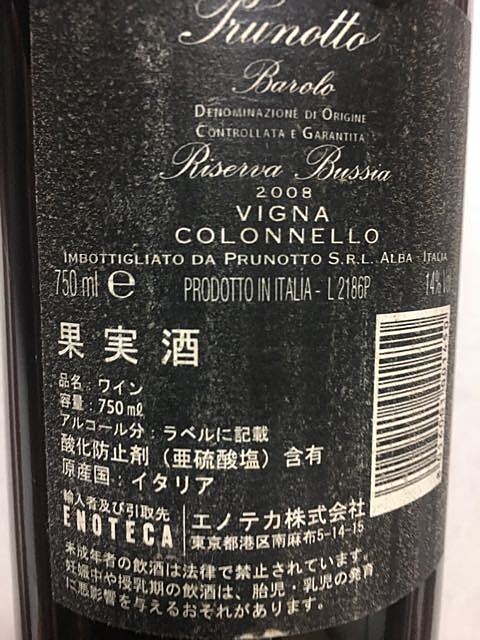 Prunotto
Barolo
DENOMINAZIONE DI ORIGINE
CONTROLLATA E GARANTITA
Riserva Bussia
2008
VIGNA
COLONNELLO
IMBOTTIGLIATO DA PRUNOTTO S.R.L. ALBA - ITALIA
750 ml e PRODOTTO IN ITALIA - L 2186P 14%
果実酒
品名：ワイン
容量：750㎖
アルコール分：ラベルに記載
酸化防止剤（亜硫酸塩）含有
原産国：イタリア
輸入者及び引取先
ENOTECA
エノテカ株式会社
東京都港区南麻布5-14-15
未成年者の飲酒は法律で禁止されています。
妊娠中や授乳期の飲酒は、胎児・乳児の発育
に悪影響を与えるおそれがあります。